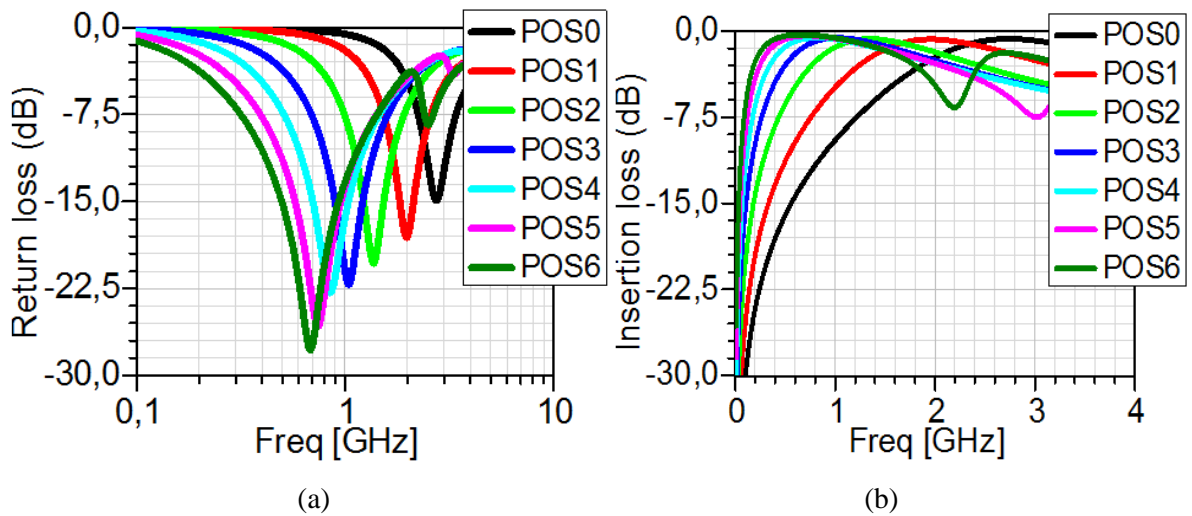 Return loss (dB)
0,0
-7,5
-15,0
-22,5
-30,0
0,1
1
10
Freq [GHz]
POS0
POS1
POS2
POS3
POS4
POS5
POS6
(a)
Insertion loss (dB)
0,0
-7,5
-15,0
-22,5
-30,0
0
1
2
3
4
Freq [GHz]
POS0
POS1
POS2
POS3
POS4
POS5
POS6
(b)